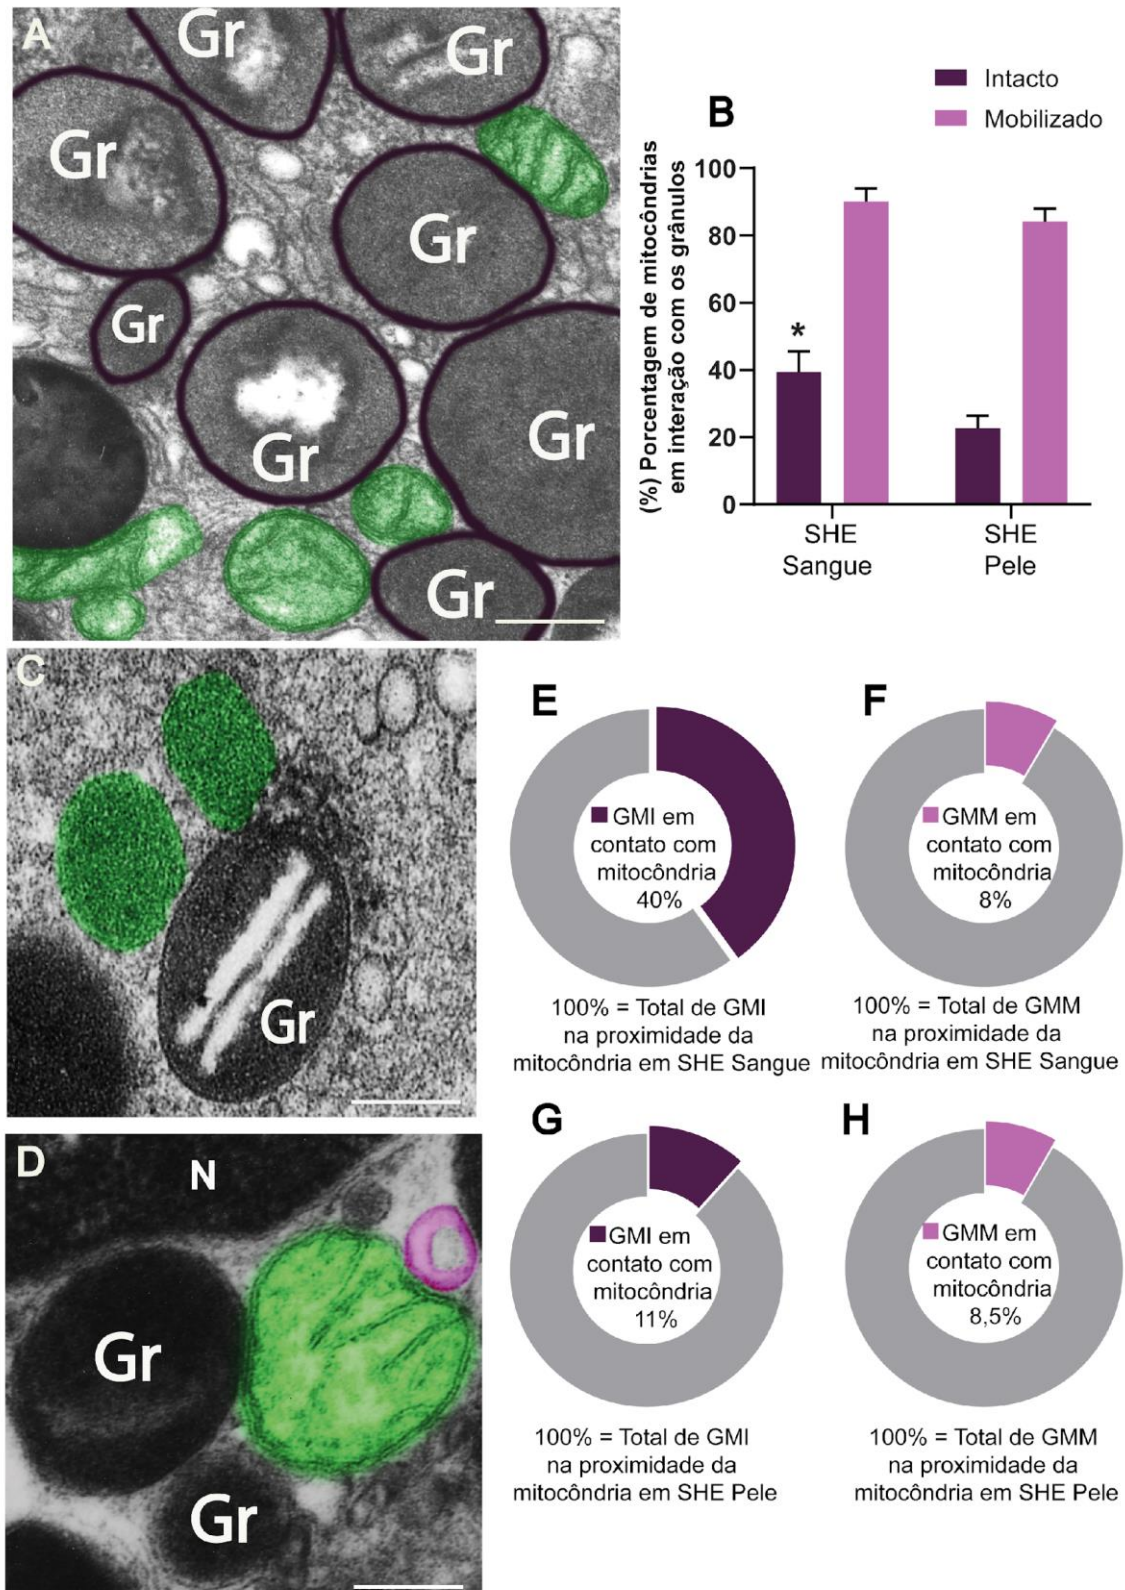 A
Gr
Gr
Gr
Gr
Gr
Gr
Gr
Gr
B
Intacto
Mobilizado
(%) Porcentagem de mitocôndrias
em interação com os grânulos
100
80
60
40
20
0
*
SHE
Sangue
SHE
Pele
C
Gr
D
N
Gr
Gr
E
GMI em
contato com
mitocôndria
40%
100% = Total de GMI
na proximidade da
mitocôndria em SHE Sangue
F
GMM em
contato com
mitocôndria
8%
100% = Total de GMM
na proximidade da
mitocôndria em SHE Sangue
G
GMI em
contato com
mitocôndria
11%
100% = Total de GMI
na proximidade da
mitocôndria em SHE Pele
H
GMM em
contato com
mitocôndria
8,5%
100% = Total de GMM
na proximidade da
mitocôndria em SHE Pele